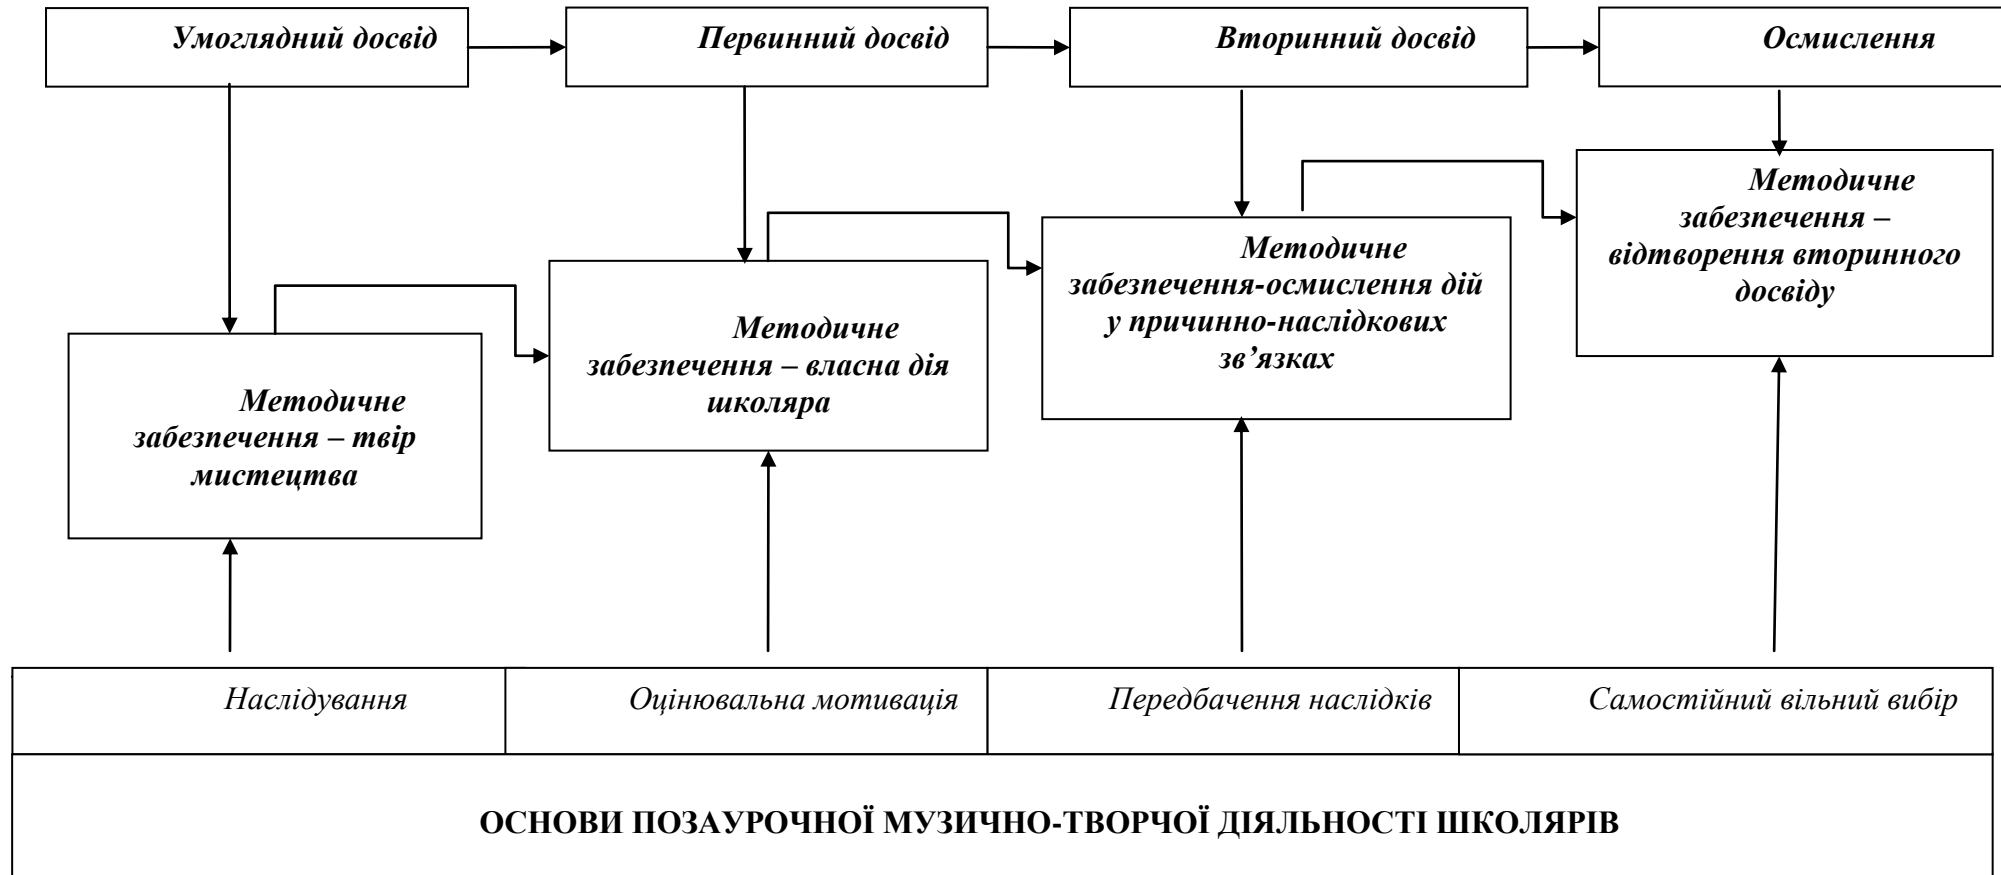 Умоглядний досвід
Первинний досвід
Вторинний досвід
Осмислення
Методичне
забезпечення – твір
мистецтва
Методичне
забезпечення – власна дія
школяра
Методичне
забезпечення-осмислення дій
у причинно-наслідкових
зв’язках
Методичне
забезпечення –
відтворення вторинного
досвіду
Наслідування
Оцінювальна мотивація
Передбачення наслідків
Самостійний вільний вибір
ОСНОВИ ПОЗАУРОЧНОЇ МУЗИЧНО-ТВОРЧОЇ ДІЯЛЬНОСТІ ШКОЛЯРІВ